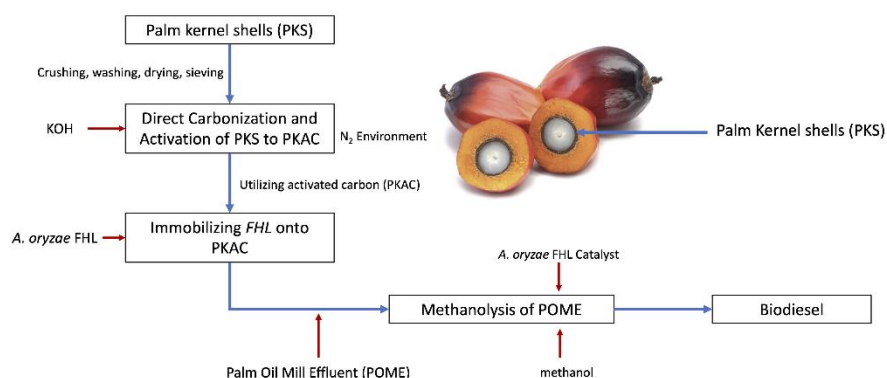 Palm kernel shells (PKS)
Crushing, washing, drying, sieving
KOH
Direct Carbonization and
Activation of PKS to PKAC
N₂ Environment
Palm Kernel shells (PKS)
Utilizing activated carbon (PKAC)
A. oryzae FHL
Immobilizing FHL onto
PKAC
A. oryzae FHL Catalyst
Methanolysis of POME
Biodiesel
Palm Oil Mill Effluent (POME)
methanol